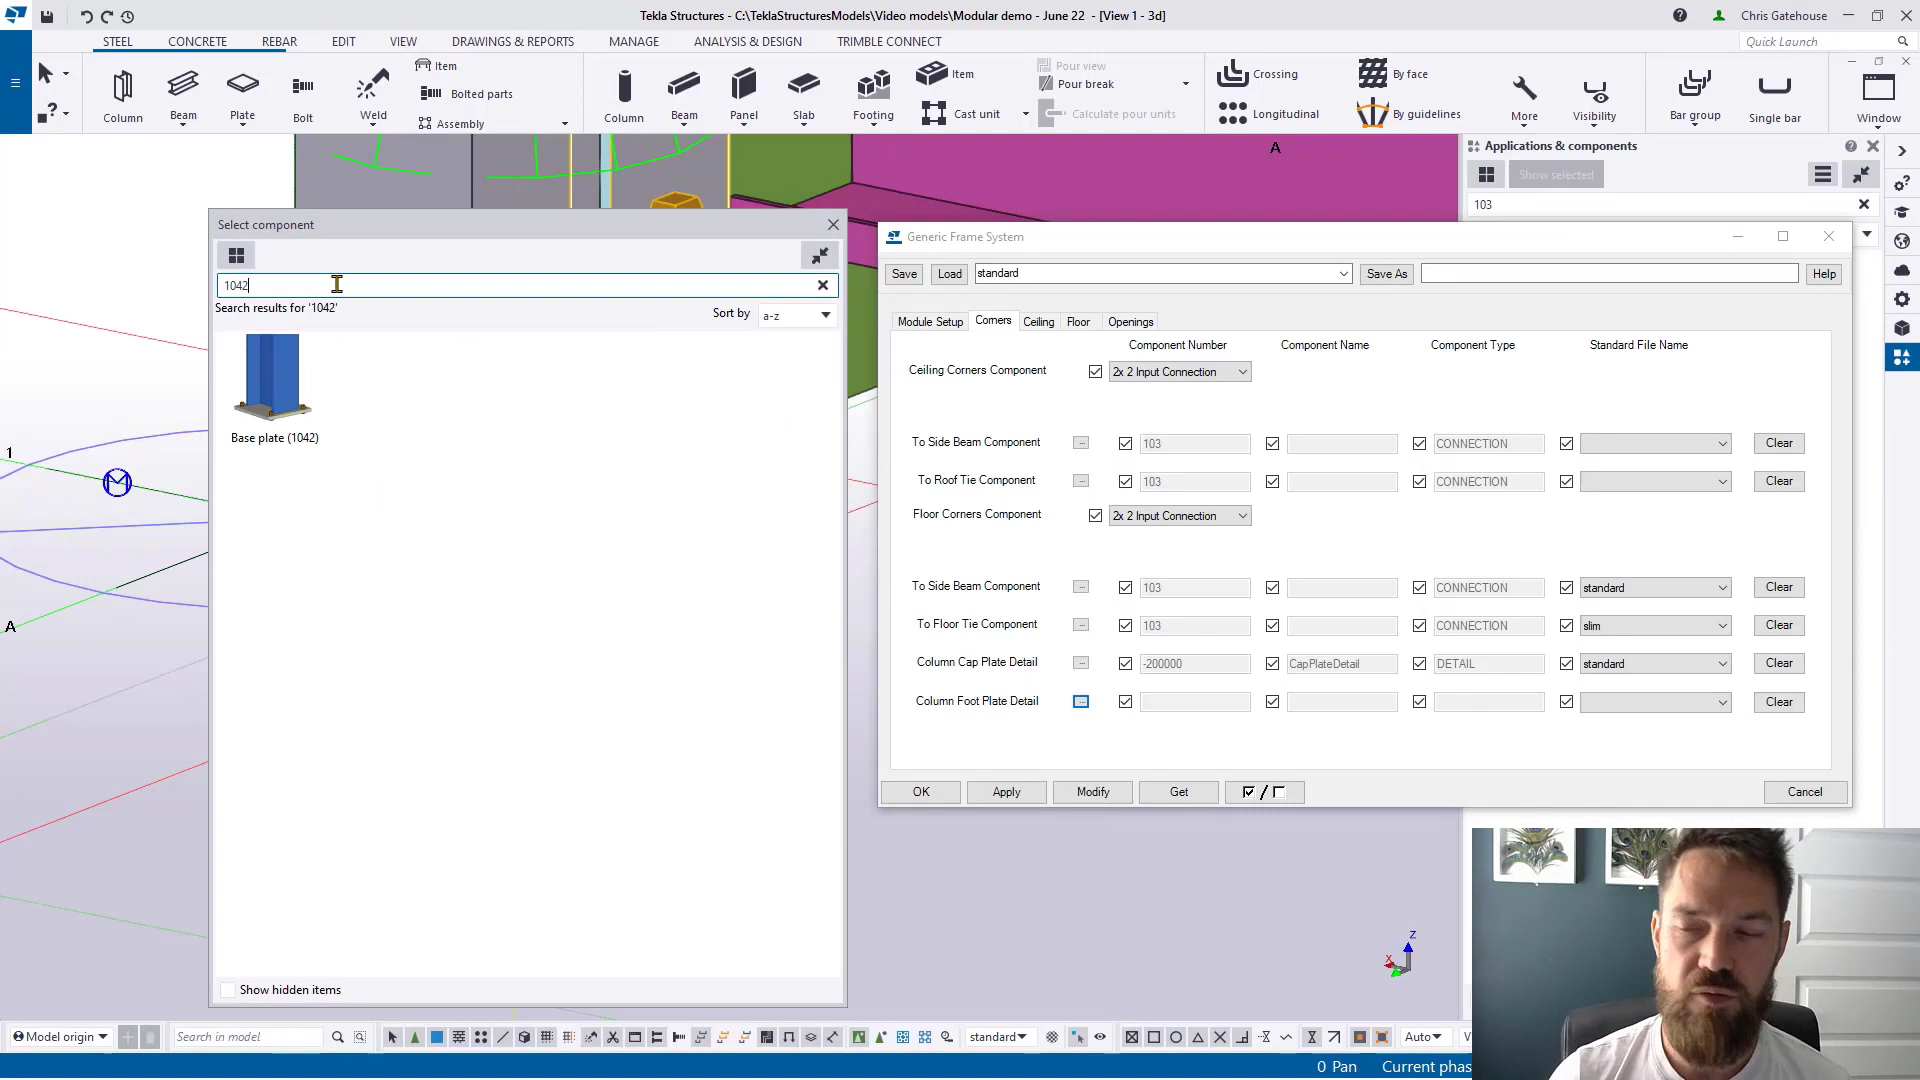 Tekla Structures - C:\TeklaStructuresModels\Video models\Modular demo - June 22 - [View 1 - 3d]
Chris Gatehouse
STEEL CONCRETE REBAR EDIT VIEW DRAWINGS & REPORTS MANAGE ANALYSIS & DESIGN TRIMBLE CONNECT
Quick Launch
Column
Beam
Plate
Bolt
Weld
Item
Bolted parts
Assembly
Column
Beam
Panel
Slab
Footing
Item
Cast unit
Pour view
Pour break
Calculate pour units
Crossing
Longitudinal
By face
By guidelines
More
Visibility
Bar group
Single bar
Window
A
Applications & components
Show selected
103
Select component
1042
Search results for '1042'
Sort by
a-z
Base plate (1042)
Show hidden items
1
A
Generic Frame System
Save Load standard Save As Help
Module Setup Corners Ceiling Floor Openings
Component Number Component Name Component Type Standard File Name
Ceiling Corners Component 2x 2 Input Connection
To Side Beam Component ... 103 CONNECTION Clear
To Roof Tie Component ... 103 CONNECTION Clear
Floor Corners Component 2x 2 Input Connection
To Side Beam Component ... 103 CONNECTION standard Clear
To Floor Tie Component ... 103 CONNECTION slim Clear
Column Cap Plate Detail ... -200000 CapPlateDetail DETAIL standard Clear
Column Foot Plate Detail ... Clear
OK Apply Modify Get / Cancel
Z
X
Model origin
Search in model
standard
Auto
0 Pan
Current phas